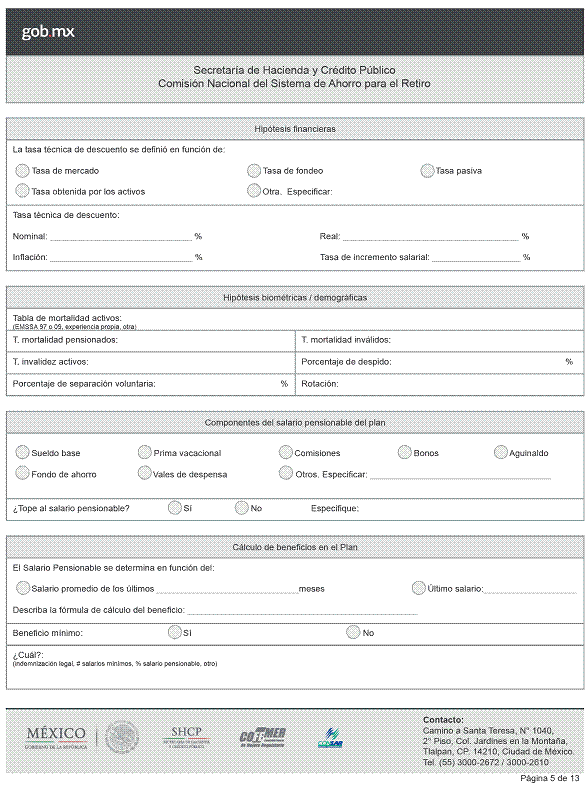 gob.mx
Secretaría de Hacienda y Crédito Público
Comisión Nacional del Sistema de Ahorro para el Retiro
Hipótesis financieras
La tasa técnica de descuento se definió en función de:
Tasa de mercado Tasa de fondeo Tasa pasiva
Tasa obtenida por los activos Otra. Especificar:
Tasa técnica de descuento:
Nominal: % Real: %
Inflación: % Tasa de incremento salarial: %
Hipótesis biométricas / demográficas
Tabla de mortalidad activos:
(EMSSA 97 o 09, experiencia propia, otra)
T. mortalidad pensionados: T. mortalidad inválidos:
T. invalidez activos: Porcentaje de despido: %
Porcentaje de separación voluntaria: % Rotación:
Componentes del salario pensionable del plan
Sueldo base Prima vacacional Comisiones Bonos Aguinaldo
Fondo de ahorro Vales de despensa Otros. Especificar:
¿Tope al salario pensionable? Sí No Especifique:
Cálculo de beneficios en el Plan
El Salario Pensionable se determina en función del:
Salario promedio de los últimos meses Último salario:
Describa la fórmula de cálculo del beneficio:
Beneficio mínimo: Sí No
¿Cuál?:
(indemnización legal, # salarios mínimos, % salario pensionable, otro)
MÉXICO
GOBIERNO DE LA REPÚBLICA
SHCP
SECRETARÍA DE HACIENDA
Y CRÉDITO PÚBLICO
COFEMER
CONSAR
Contacto:
Camino a Santa Teresa, N° 1040,
2° Piso, Col. Jardines en la Montaña,
Tlalpan, CP. 14210, Ciudad de México.
Tel. (55) 3000-2672 / 3000-2610
Página 5 de 13